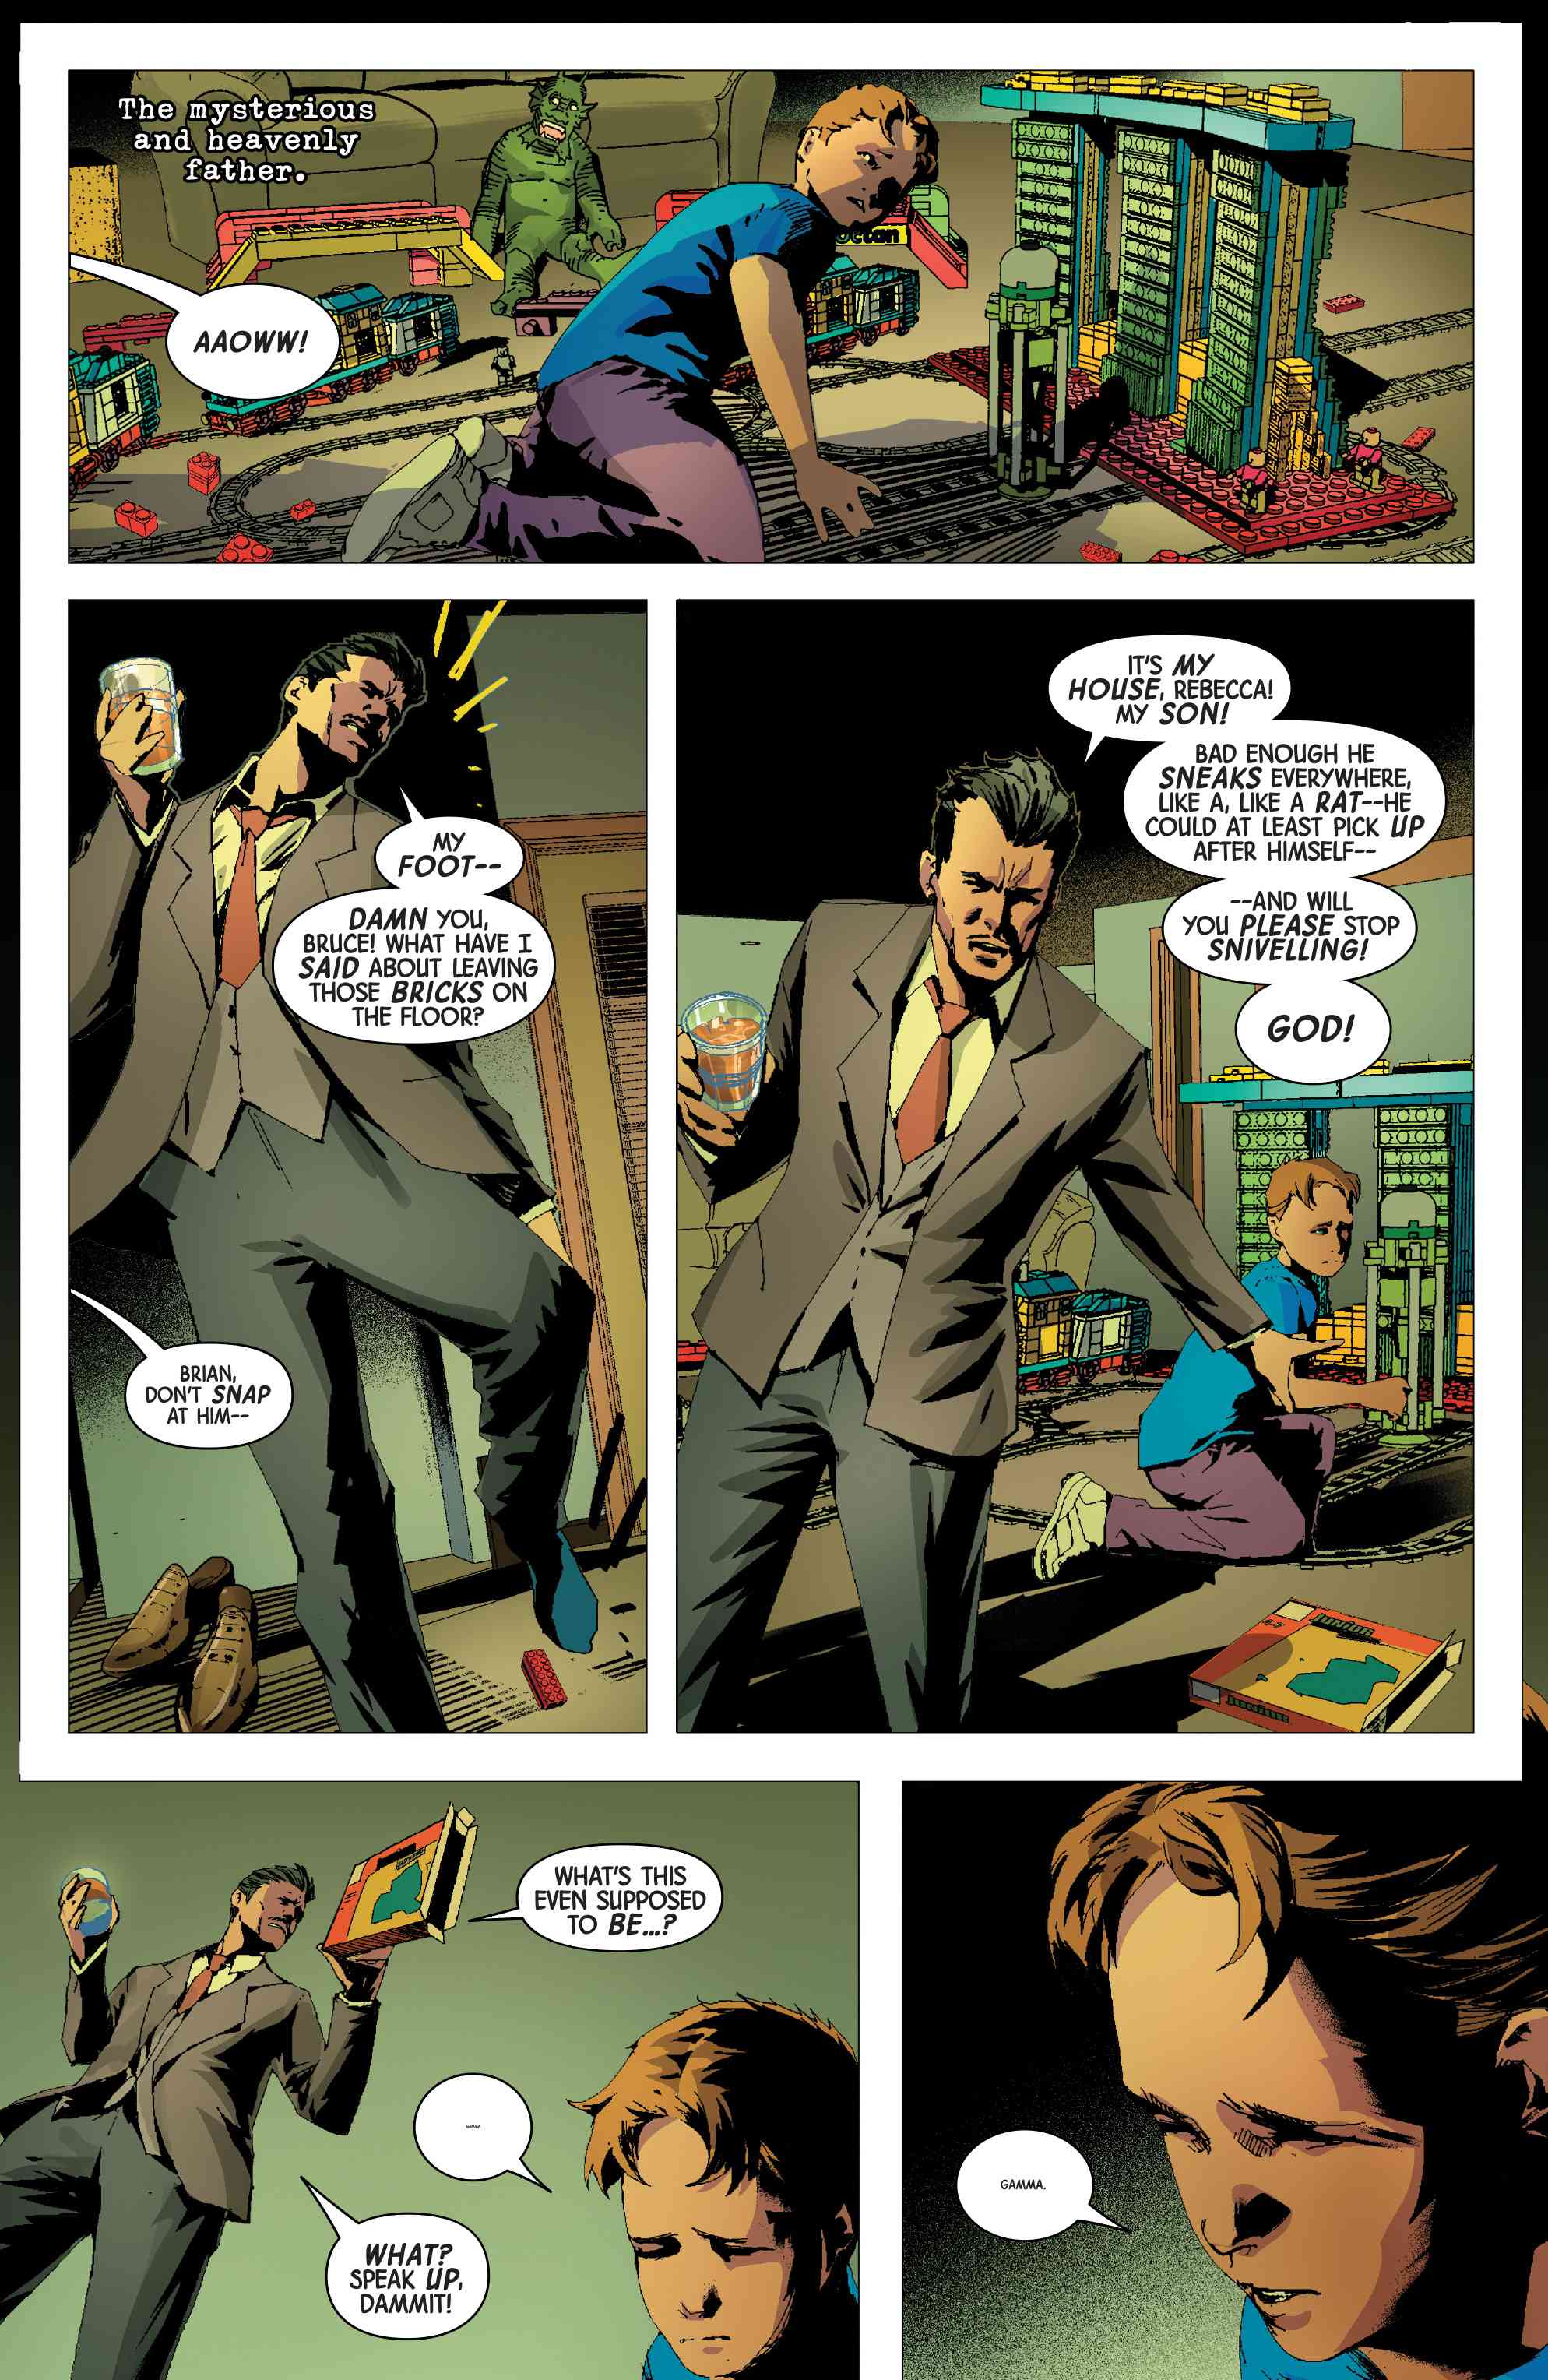 The mysterious
and heavenly
father.
AAOWW!
octan
MY
FOOT--
DAMN YOU,
BRUCE! WHAT HAVE I
SAID ABOUT LEAVING
THOSE BRICKS ON
THE FLOOR?
BRIAN,
DON'T SNAP
AT HIM--
IT'S MY
HOUSE, REBECCA!
MY SON!
BAD ENOUGH HE
SNEAKS EVERYWHERE,
LIKE A, LIKE A RAT--HE
COULD AT LEAST PICK UP
AFTER HIMSELF--
--AND WILL
YOU PLEASE STOP
SNIVELLING!
GOD!
JUNIOR
WHAT'S THIS
EVEN SUPPOSED
TO BE...?
GAMMA
WHAT?
SPEAK UP,
DAMMIT!
GAMMA.